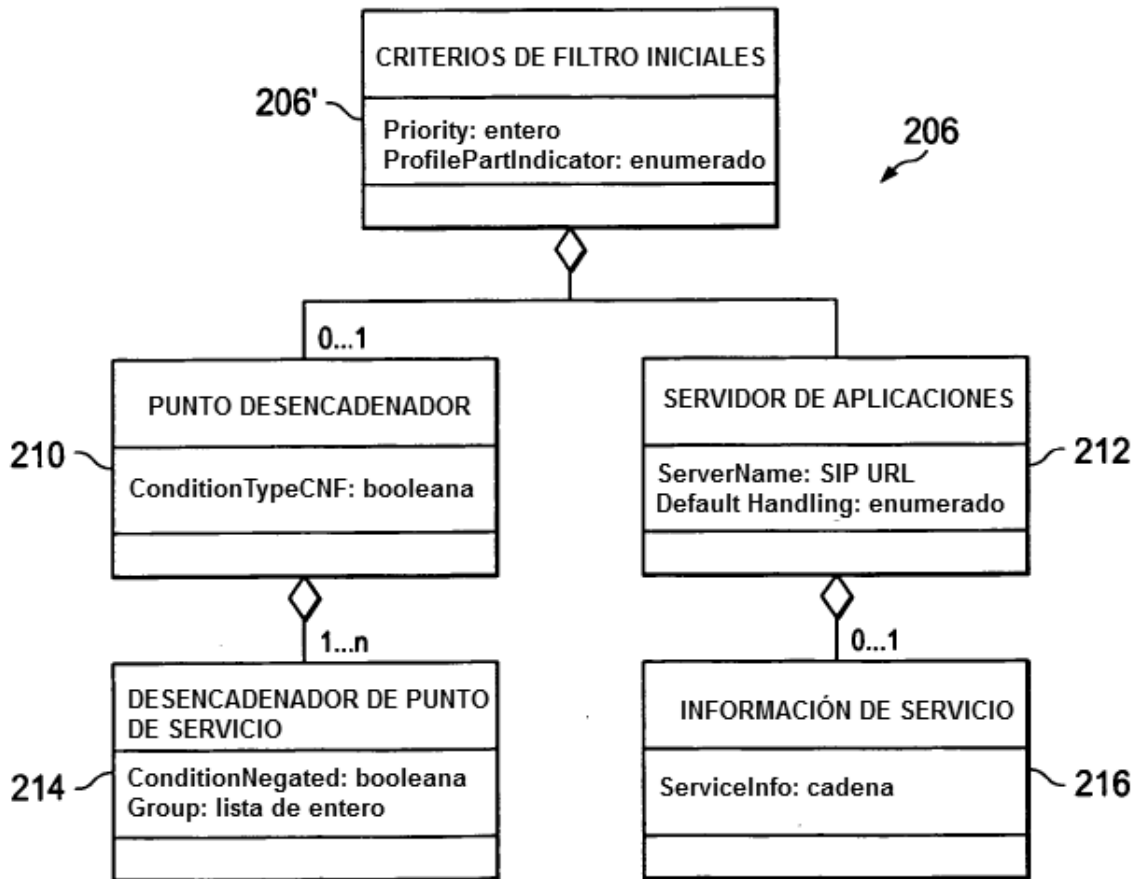 CRITERIOS DE FILTRO INICIALES
206'
Priority: entero
ProfilePartIndicator: enumerado
206
0...1
PUNTO DESENCADENADOR
210
ConditionTypeCNF: booleana
SERVIDOR DE APLICACIONES
ServerName: SIP URL
Default Handling: enumerado
212
1...n
DESENCADENADOR DE PUNTO
DE SERVICIO
214
ConditionNegated: booleana
Group: lista de entero
0...1
INFORMACIÓN DE SERVICIO
ServiceInfo: cadena
216